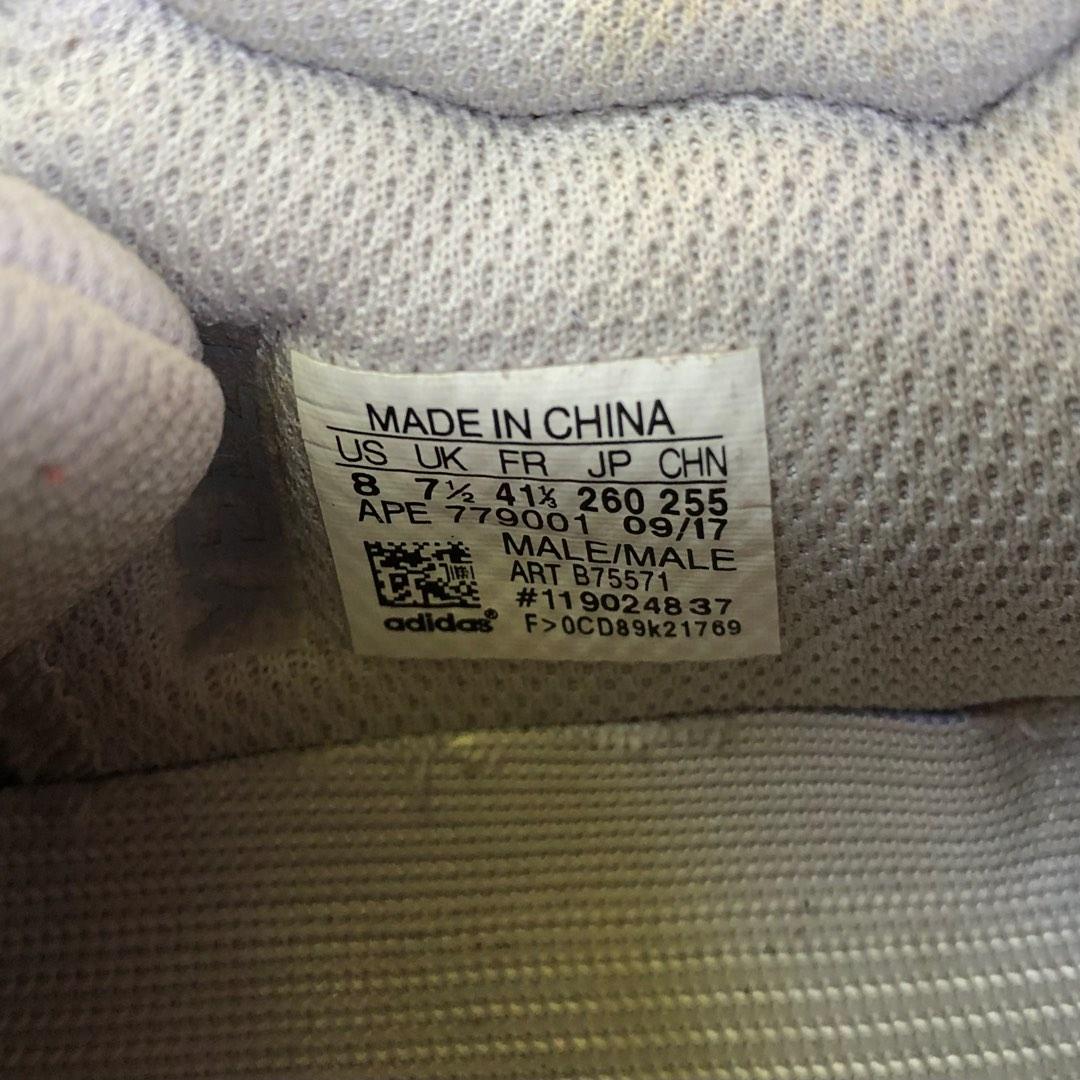 MADE IN CHINA
US UK FR JP CHN
8 7½ 41⅓ 260 255
APE 779001 09/17
MALE/MALE
ART B75571
#119024837
adidas® F>0CD89k21769